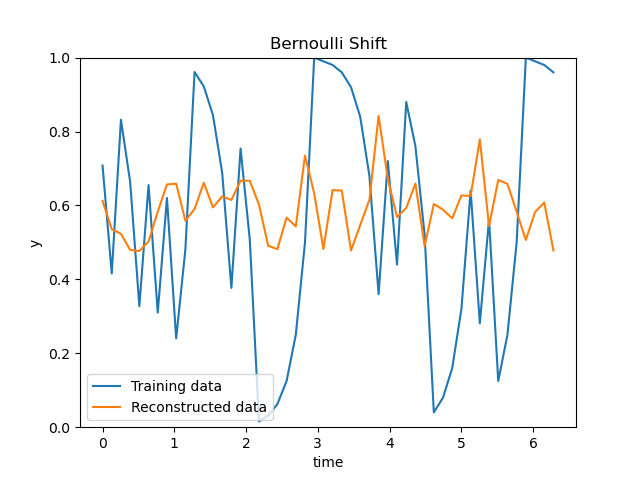 Bernoulli Shift
1.0
0.8
0.6
0.4
0.2
0.0
y
Training data
Reconstructed data
0 1 2 3 4 5 6
time